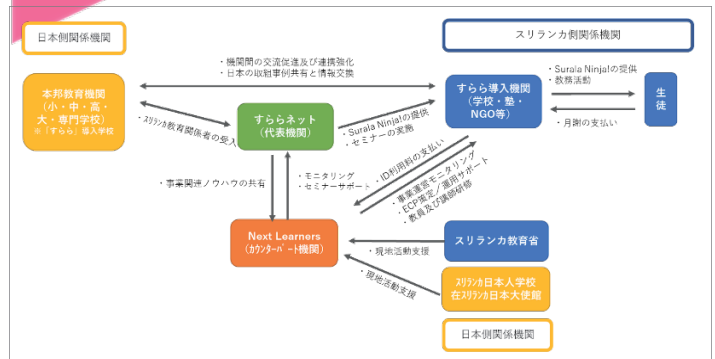 日本側関係機関
スリランカ側関係機関
・機関間の交流促進及び連携強化
・日本の取組事例共有と情報交換
本邦教育機関
(小・中・高・
大・専門学校)
※「すらら」導入学校
・ｽﾘﾗﾝｶ教育関係者の受入
すららネット
(代表機関)
・Surala Ninja!の提供
・セミナーの実施
すらら導入機関
(学校・塾・
NGO等)
・Surala Ninja!の提供
・教務活動
生
徒
・月謝の支払い
・事業関連ノウハウの共有
・モニタリング
・セミナーサポート
・ID利用料の支払い
・事業運営モニタリング
・ECP策定／運用サポート
・教員及び講師研修
Next Learners
(ｶｳﾝﾀｰﾊﾟｰﾄ機関)
・現地活動支援
スリランカ教育省
・現地活動支援
ｽﾘﾗﾝｶ日本人学校
在ｽﾘﾗﾝｶ日本大使館
日本側関係機関